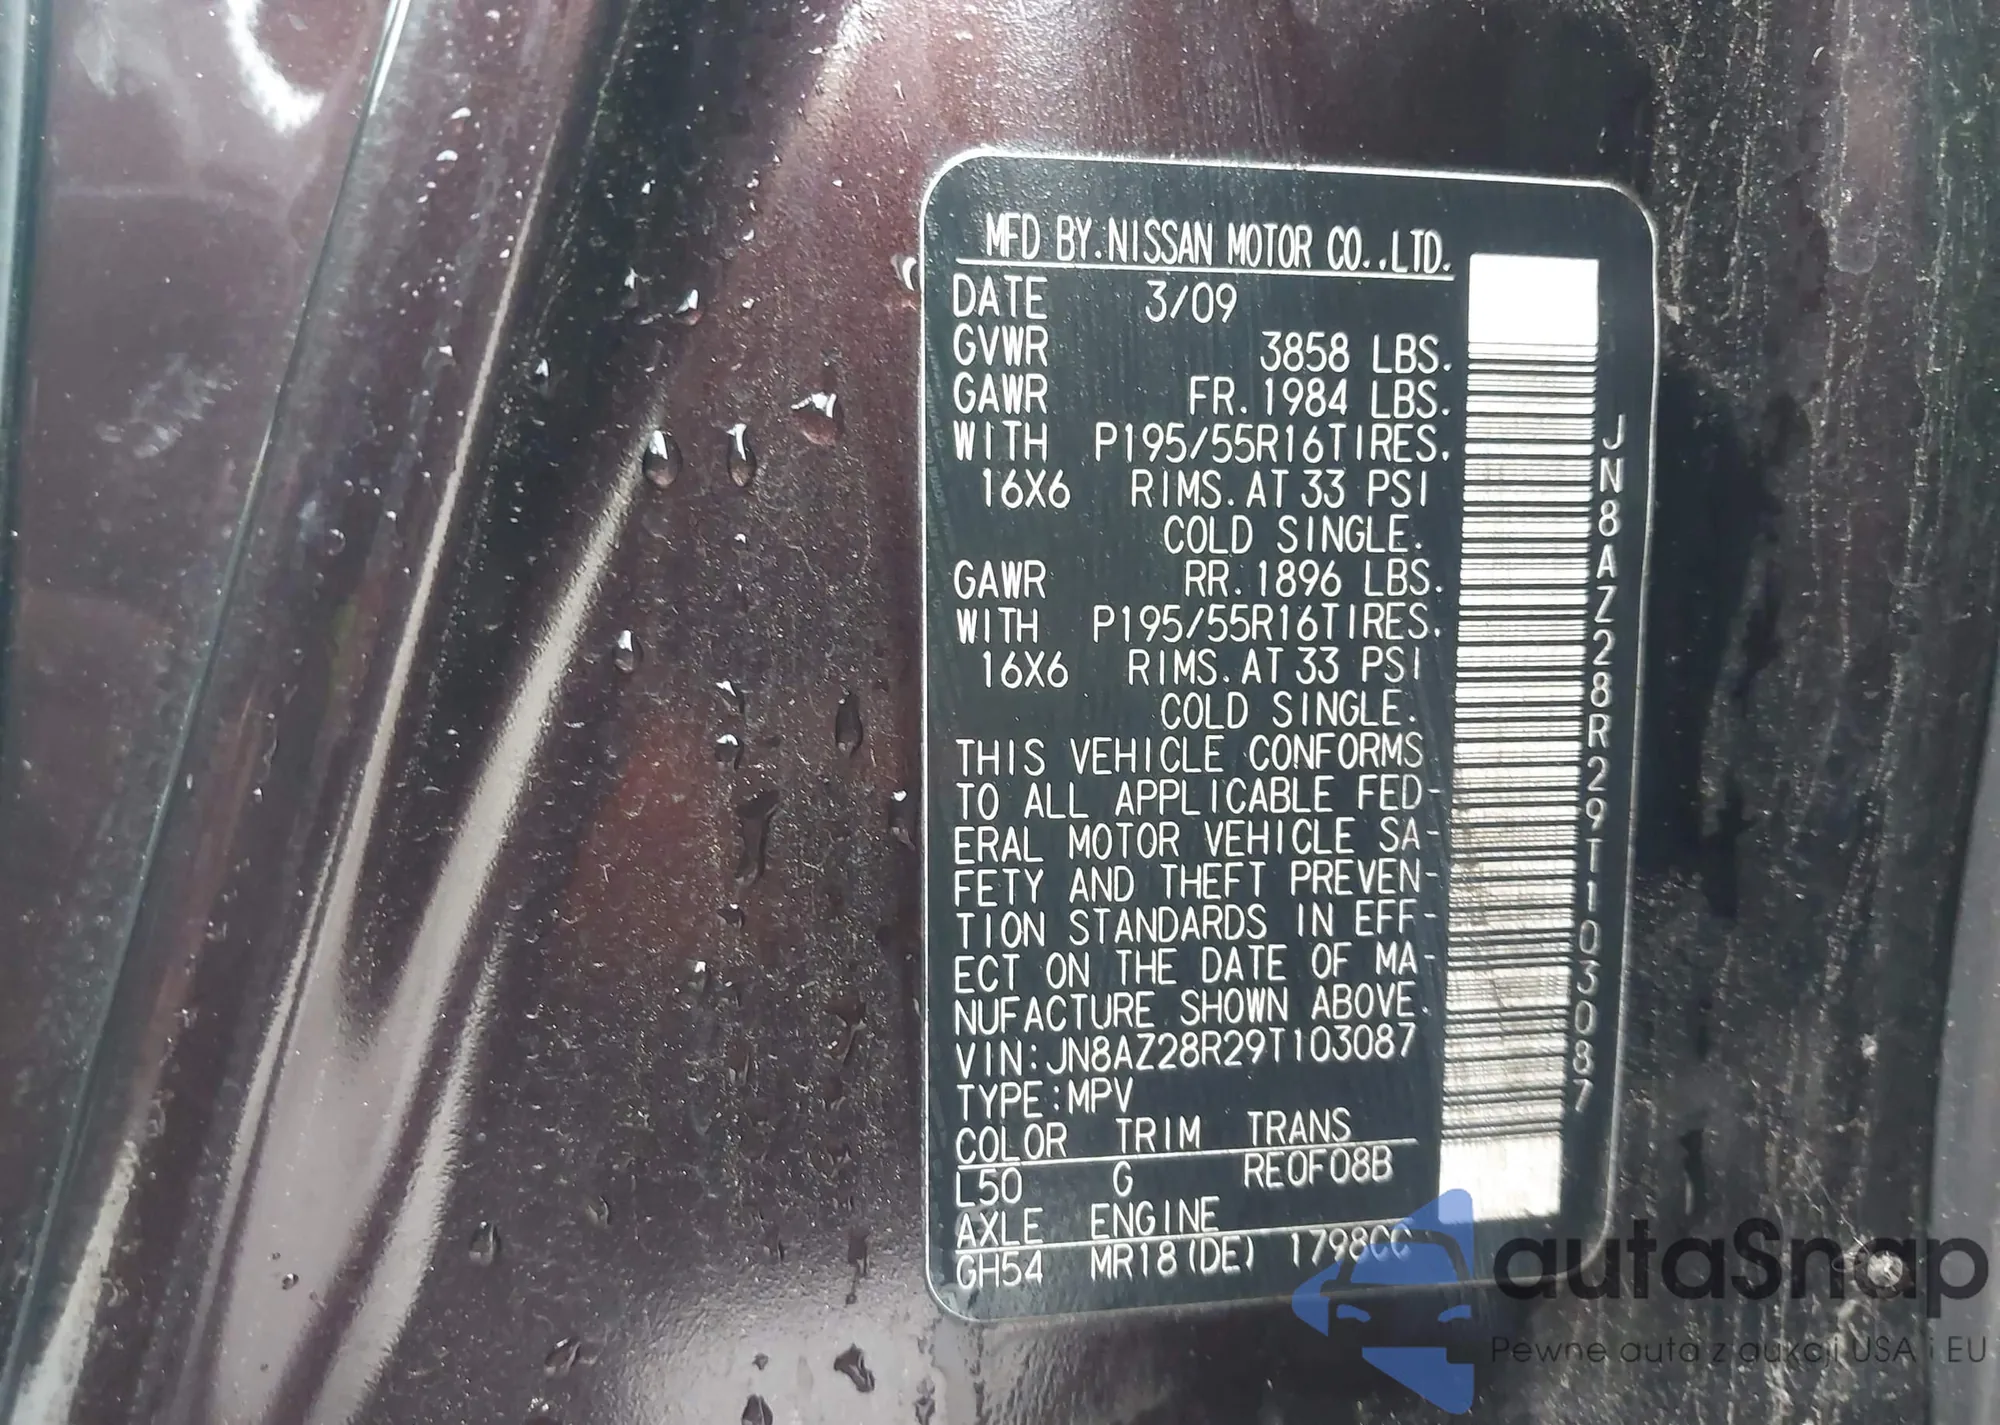 MFD BY.NISSAN MOTOR CO.,LTD.
DATE 3/09
GVWR 3858 LBS.
GAWR FR.1984 LBS.
WITH P195/55R16TIRES.
16X6 RIMS.AT 33 PSI
COLD SINGLE.
GAWR RR.1896 LBS.
WITH P195/55R16TIRES.
16X6 RIMS.AT 33 PSI
COLD SINGLE.
THIS VEHICLE CONFORMS
TO ALL APPLICABLE FED-
ERAL MOTOR VEHICLE SA-
FETY AND THEFT PREVEN-
TION STANDARDS IN EFF-
ECT ON THE DATE OF MA-
NUFACTURE SHOWN ABOVE.
VIN:JN8AZ28R29T103087
TYPE:MPV
COLOR TRIM TRANS
L50 G RE0F08B
AXLE ENGINE
GH54 MR18(DE) 1798CC
JN8AZ28R29T103087
autaSnap
Pewne auta z aukcji USA i EU